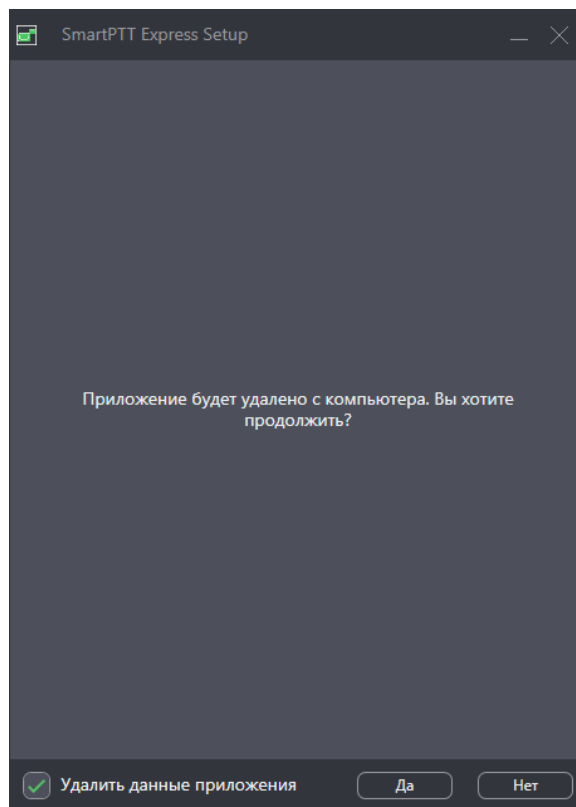 SmartPTT Express Setup
Приложение будет удалено с компьютера. Вы хотите
продолжить?
Удалить данные приложения
Да
Нет